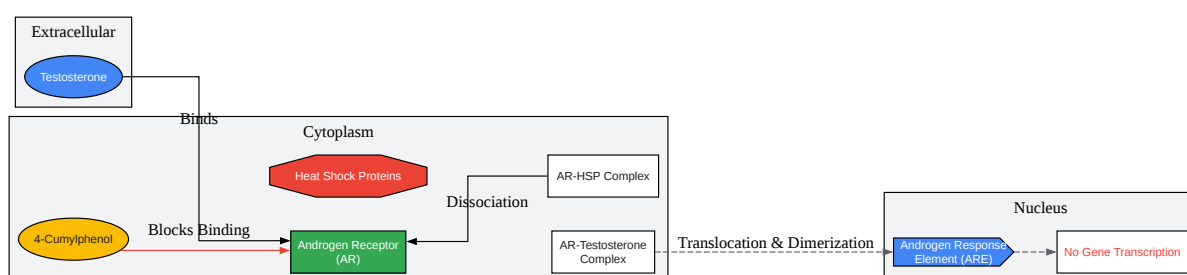 Extracellular
Testosterone
Binds
Cytoplasm
Heat Shock Proteins
AR-HSP Complex
Dissociation
4-Cumylphenol
Blocks Binding
Androgen Receptor
(AR)
AR-Testosterone
Complex
Translocation & Dimerization
Nucleus
Androgen Response
Element (ARE)
No Gene Transcription